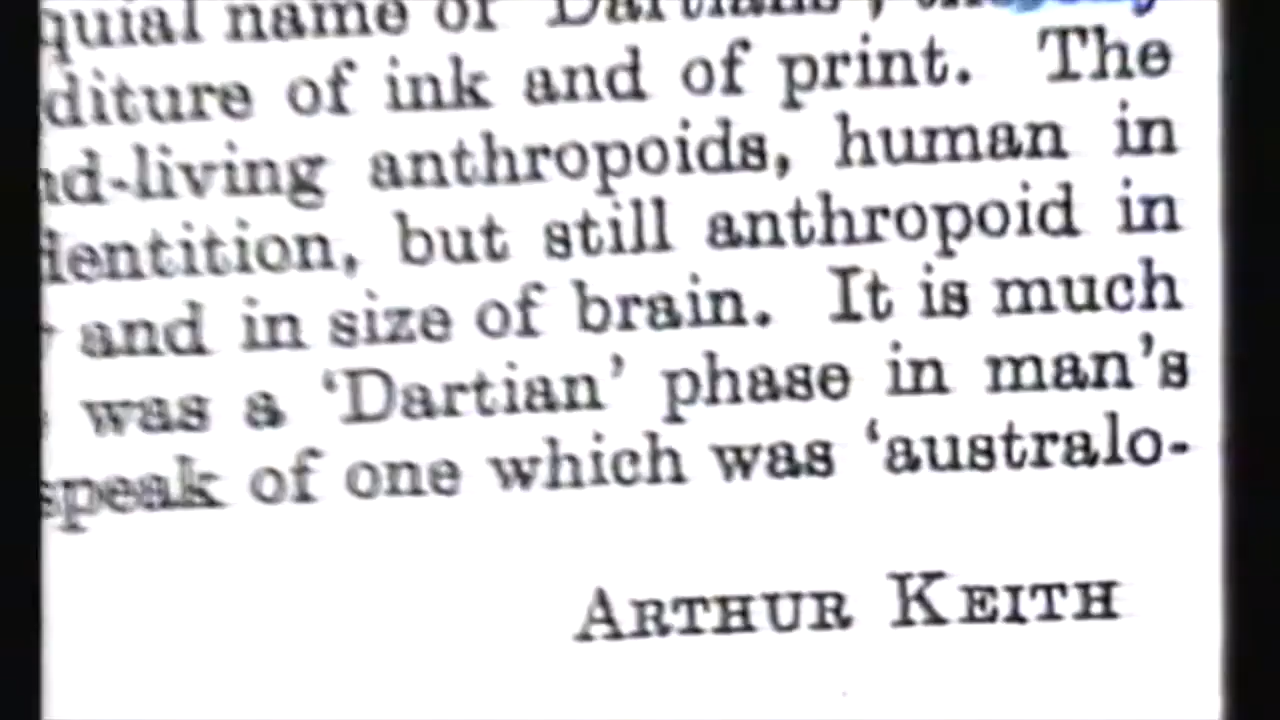 quial name of 'Dartians',
diture of ink and of print. The
nd-living anthropoids, human in
dentition, but still anthropoid in
and in size of brain. It is much
was a 'Dartian' phase in man's
speak of one which was 'australo-
ARTHUR KEITH